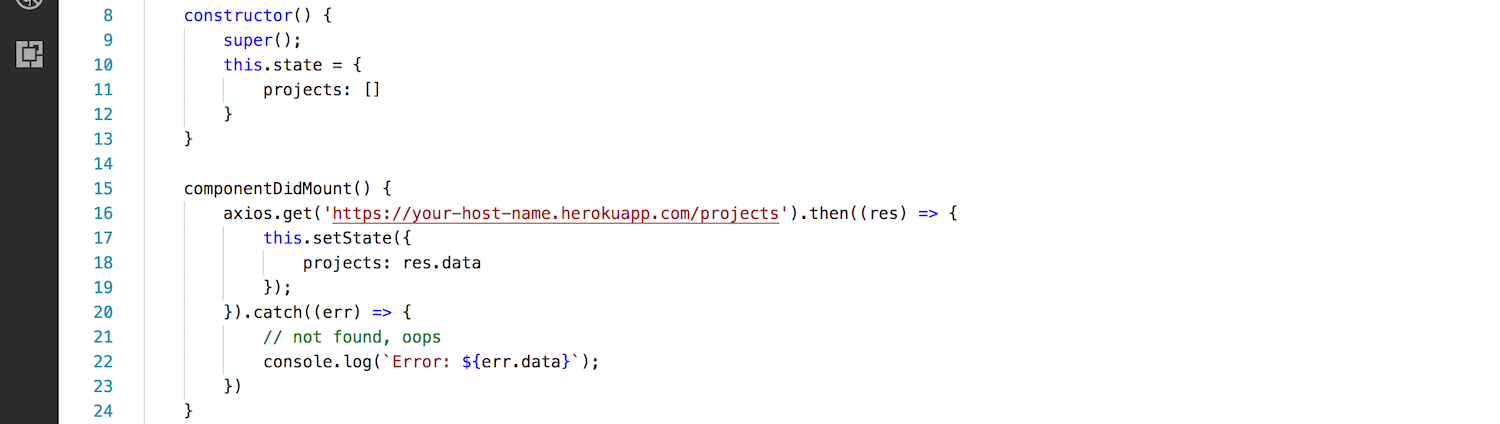 8 constructor() {
9 super();
10 this.state = {
11 projects: []
12 }
13 }
14
15 componentDidMount() {
16 axios.get('https://your-host-name.herokuapp.com/projects').then((res) => {
17 this.setState({
18 projects: res.data
19 });
20 }).catch((err) => {
21 // not found, oops
22 console.log(`Error: ${err.data}`);
23 })
24 }